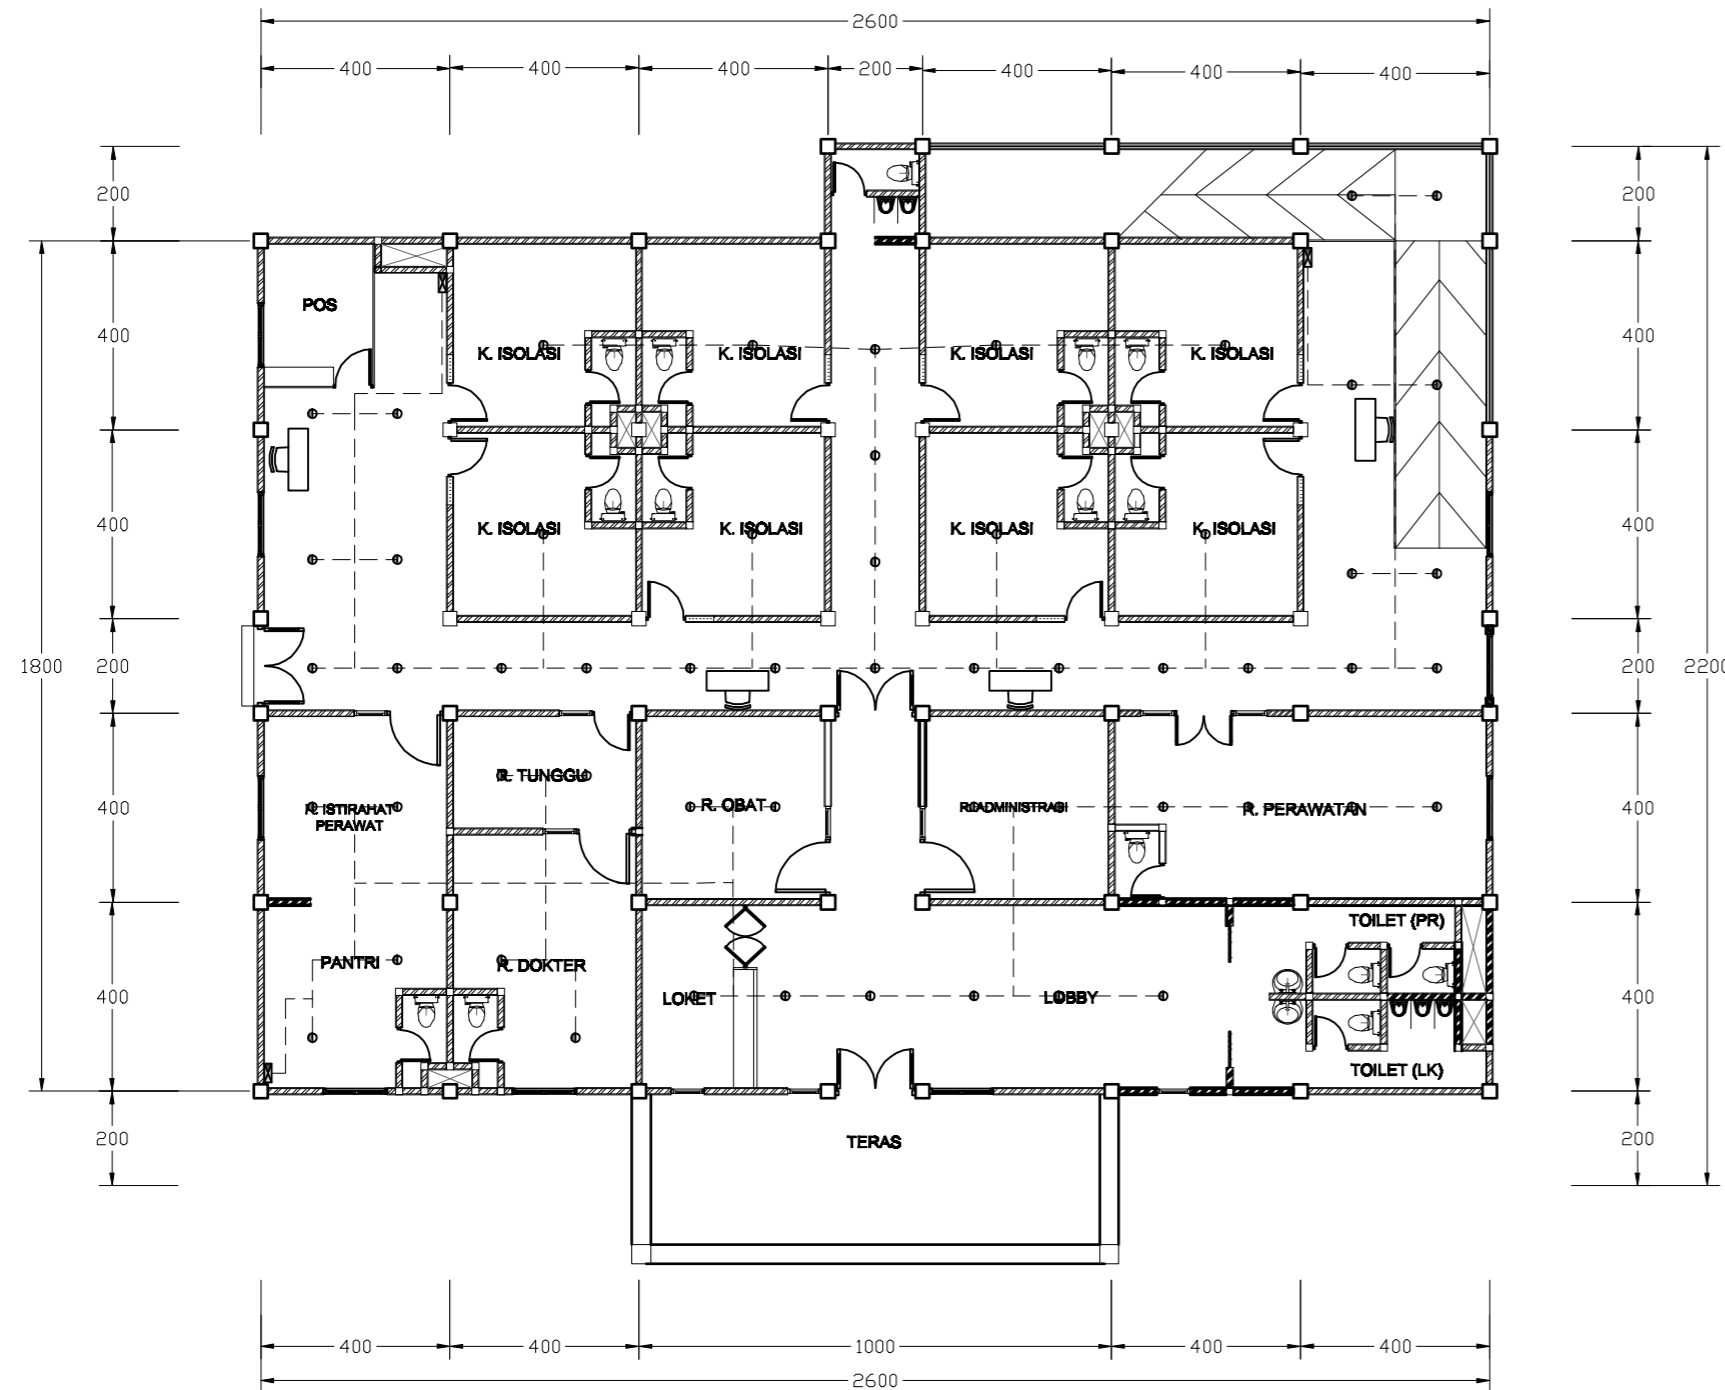 2600
400 400 400 200 400 400 400
200 200
POS
400 400
K. ISOLASI K. ISOLASI K. ISOLASI K. ISOLASI
400 400
K. ISOLASI K. ISOLASI K. ISOLASI K. ISOLASI
1800 200 200 2200
R. TUNGGU
400 R. ISTIRAHAT R. OBAT R. PERAWATAN 400
PERAWAT
TOILET (PR)
PANTRI R. DOKTER
400 LOKET LOBBY 400
TOILET (LK)
200 TERAS 200
400 400 1000 400 400
2600